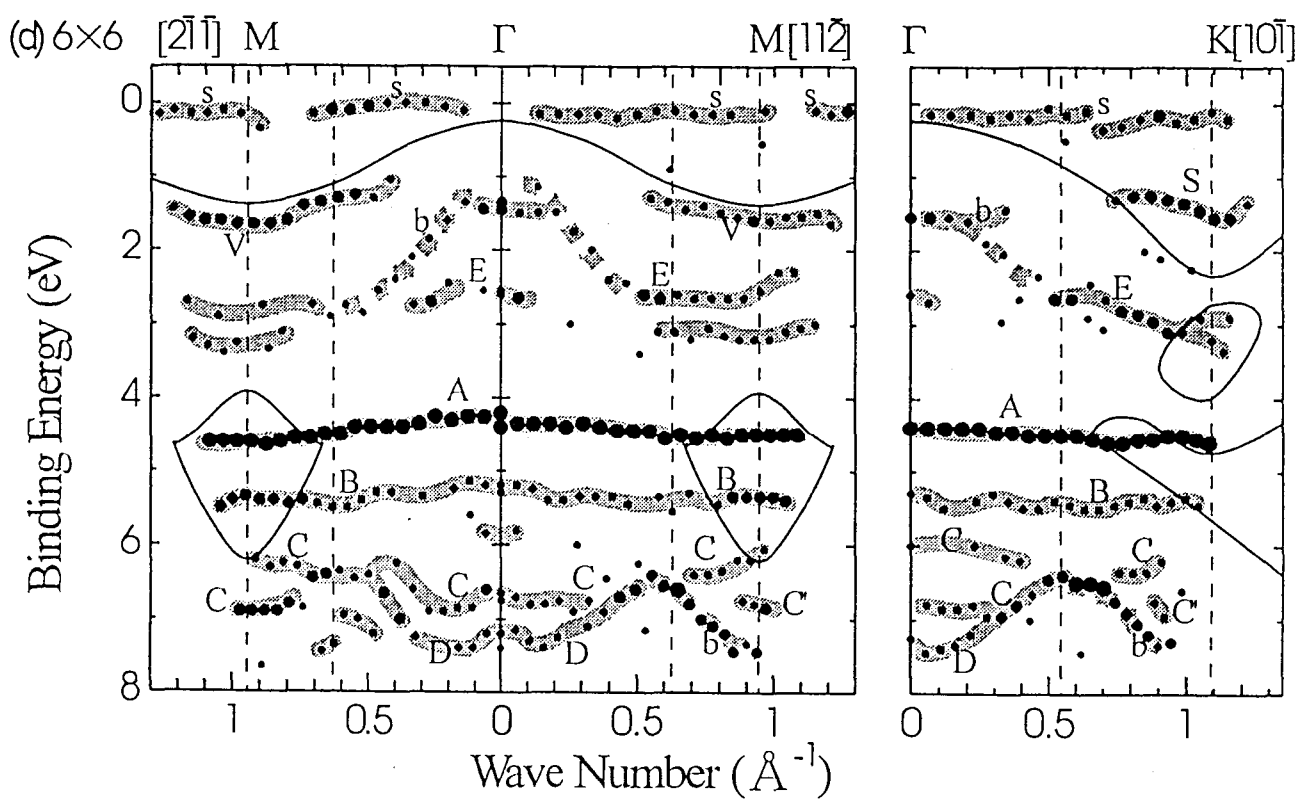 (d) 6×6 [2̄1̄1̄] M Γ M[112̄] Γ K[101̄]
0 s s s s s
S
b b
V V
2
E E E
4 A A
B B B
6 C C C C C
C C C C" C C"
D D b D b
8
1 0.5 0 0.5 1 0 0.5 1
Wave Number (Å⁻¹)
Binding Energy (eV)